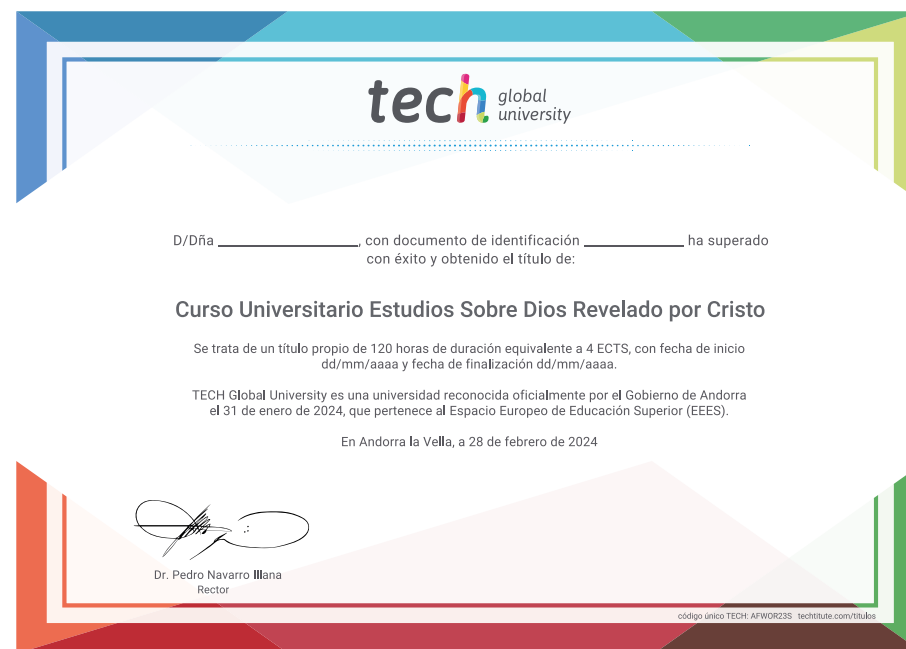 tech global
university
D/Dña ____________________, con documento de identificación ______________ ha superado
con éxito y obtenido el título de:
Curso Universitario Estudios Sobre Dios Revelado por Cristo
Se trata de un título propio de 120 horas de duración equivalente a 4 ECTS, con fecha de inicio
dd/mm/aaaa y fecha de finalización dd/mm/aaaa.
TECH Global University es una universidad reconocida oficialmente por el Gobierno de Andorra
el 31 de enero de 2024, que pertenece al Espacio Europeo de Educación Superior (EEES).
En Andorra la Vella, a 28 de febrero de 2024
Dr. Pedro Navarro Illana
Rector
código único TECH: AFWOR23S techtitute.com/titulos